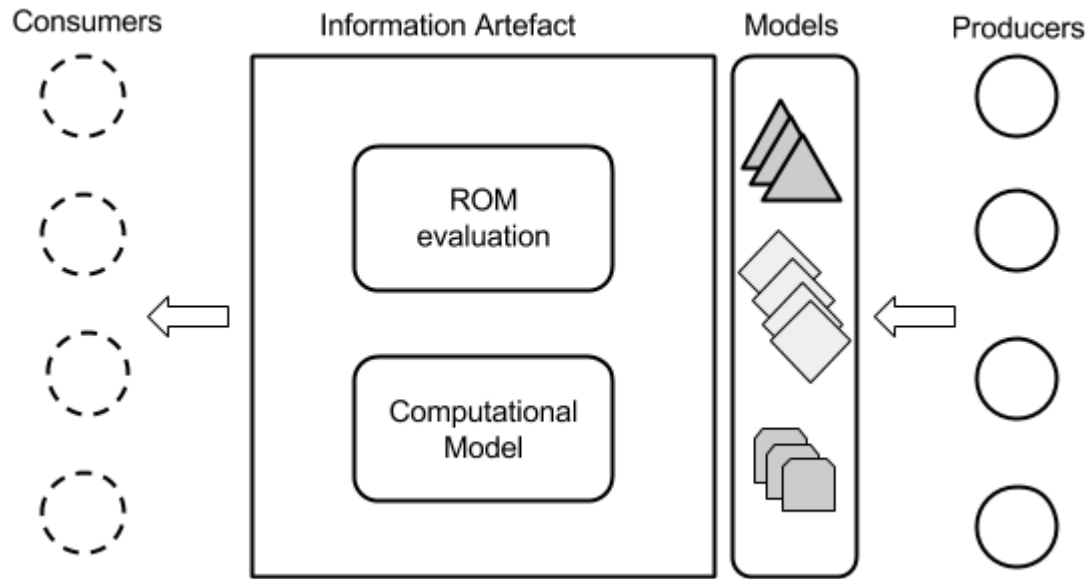 Consumers
Information Artefact
Models
Producers
ROM
evaluation
Computational
Model